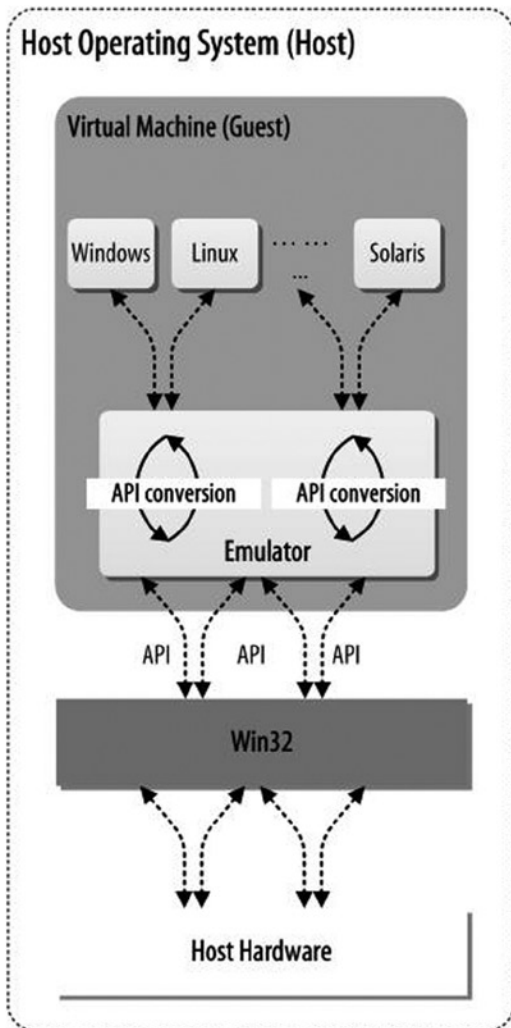 Host Operating System (Host)
Virtual Machine (Guest)
Windows
Linux
... ...
...
Solaris
API conversion
API conversion
Emulator
API
API
API
Win32
Host Hardware